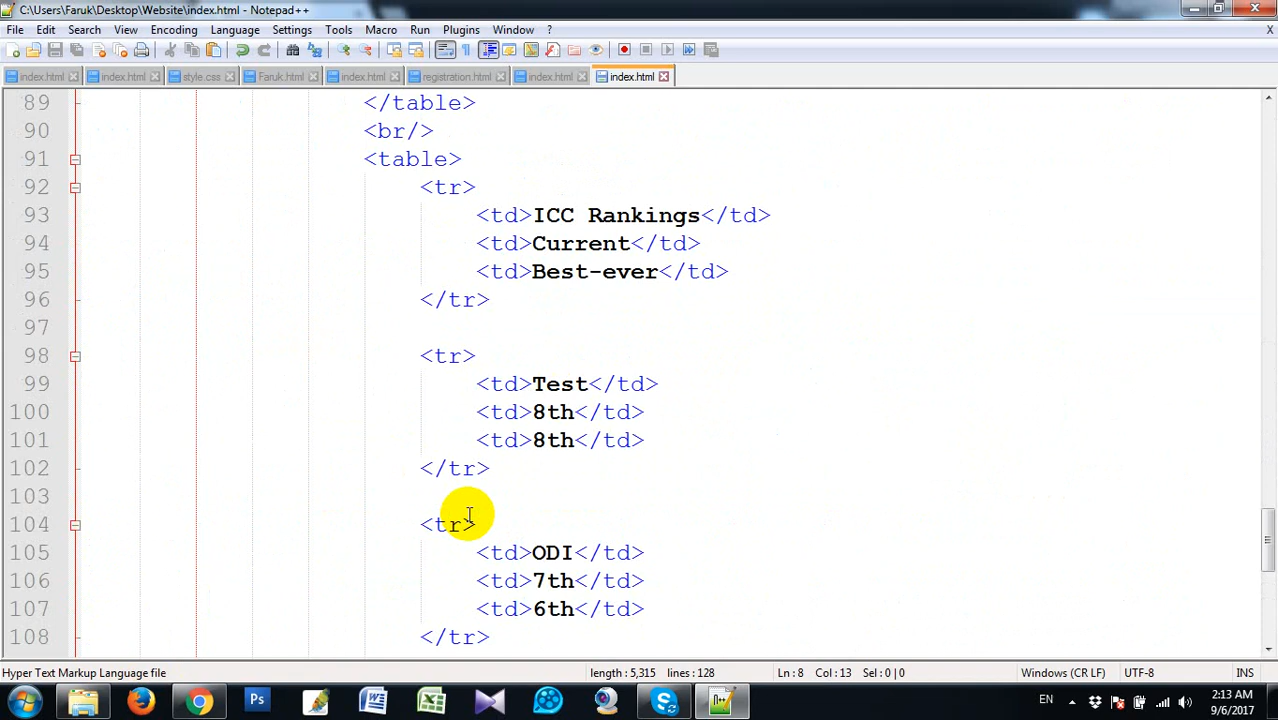 C:\Users\Faruk\Desktop\Website\index.html - Notepad++
File Edit Search View Encoding Language Settings Tools Macro Run Plugins Window ? X
index.html index.html style.css Faruk.html index.html registration.html index.html index.html
89 </table>
90 <br/>
91 <table>
92 <tr>
93 <td>ICC Rankings</td>
94 <td>Current</td>
95 <td>Best-ever</td>
96 </tr>
97
98 <tr>
99 <td>Test</td>
100 <td>8th</td>
101 <td>8th</td>
102 </tr>
103
104 <tr>
105 <td>ODI</td>
106 <td>7th</td>
107 <td>6th</td>
108 </tr>
Hyper Text Markup Language file length : 5,315 lines : 128 Ln : 8 Col : 13 Sel : 0 | 0 Windows (CR LF) UTF-8 INS
Ps EN 2:13 AM
9/6/2017